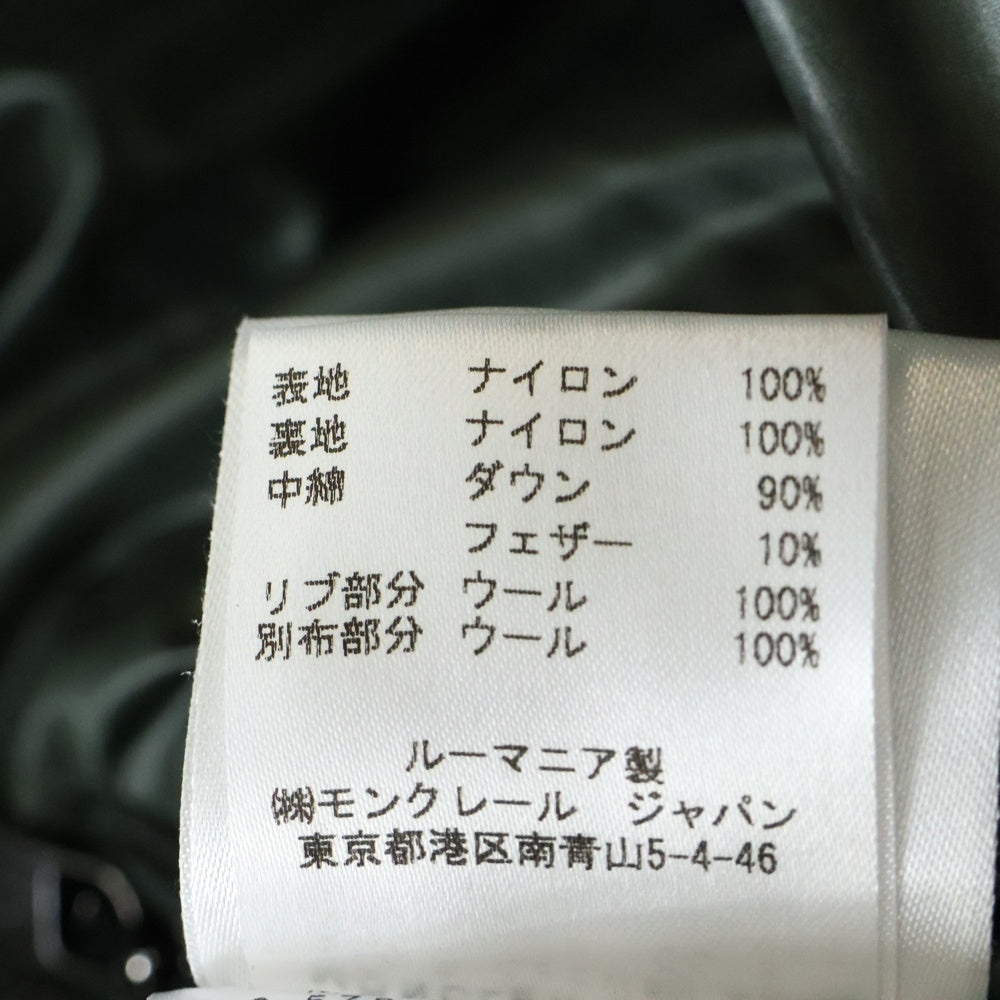 表地 ナイロン 100%
裏地 ナイロン 100%
中綿 ダウン 90%
フェザー 10%
リブ部分 ウール 100%
別布部分 ウール 100%
ルーマニア製
㈱モンクレール ジャパン
東京都港区南青山5-4-46